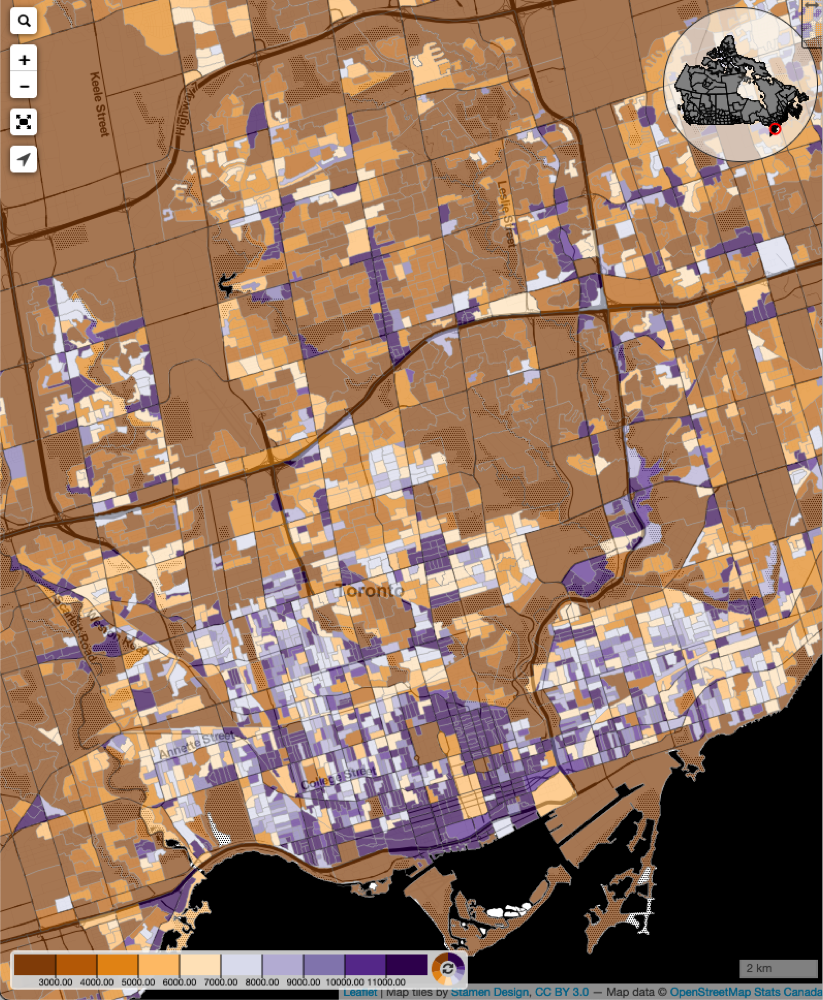 +
−
Keele Street
Highway
Leslie Street
Toronto
Scarlett Road
Weston Road
Annette Street
College Street
2 km
3000.00 4000.00 5000.00 6000.00 7000.00 8000.00 9000.00 10000.00 11000.00
Leaflet | Map tiles by Stamen Design, CC BY 3.0 — Map data © OpenStreetMap Stats Canada